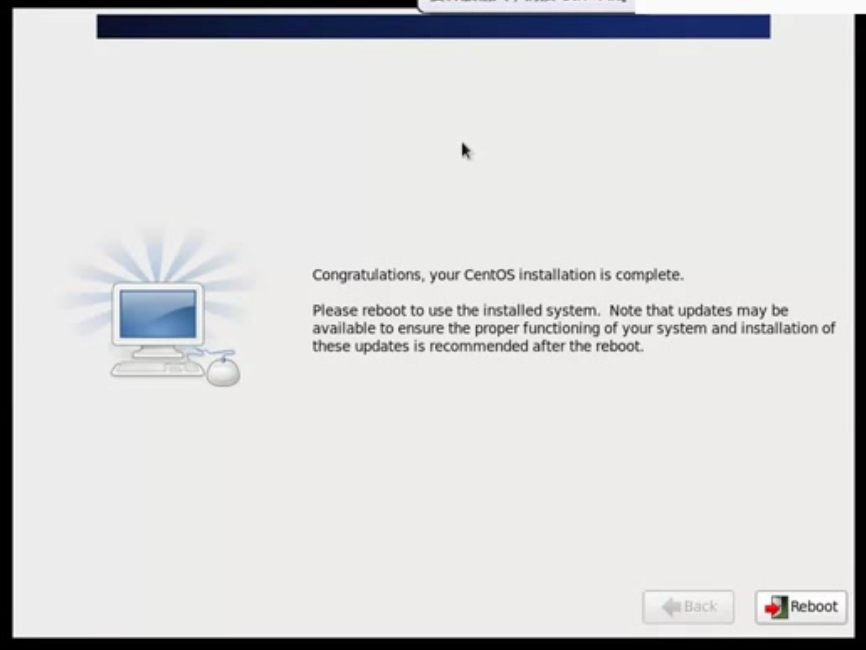 Congratulations, your CentOS installation is complete.
Please reboot to use the installed system.  Note that updates may be
available to ensure the proper functioning of your system and installation of
these updates is recommended after the reboot.
Back
Reboot